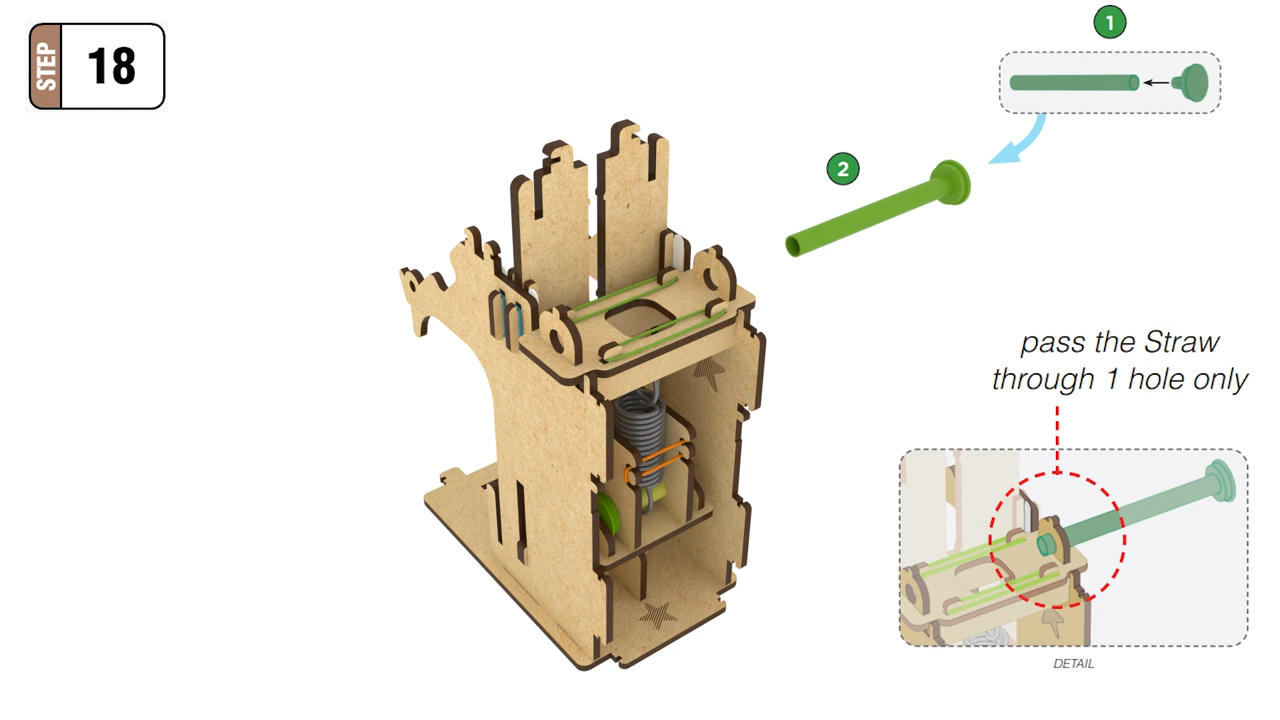 STEP
18
1
2
pass the Straw
through 1 hole only
DETAIL